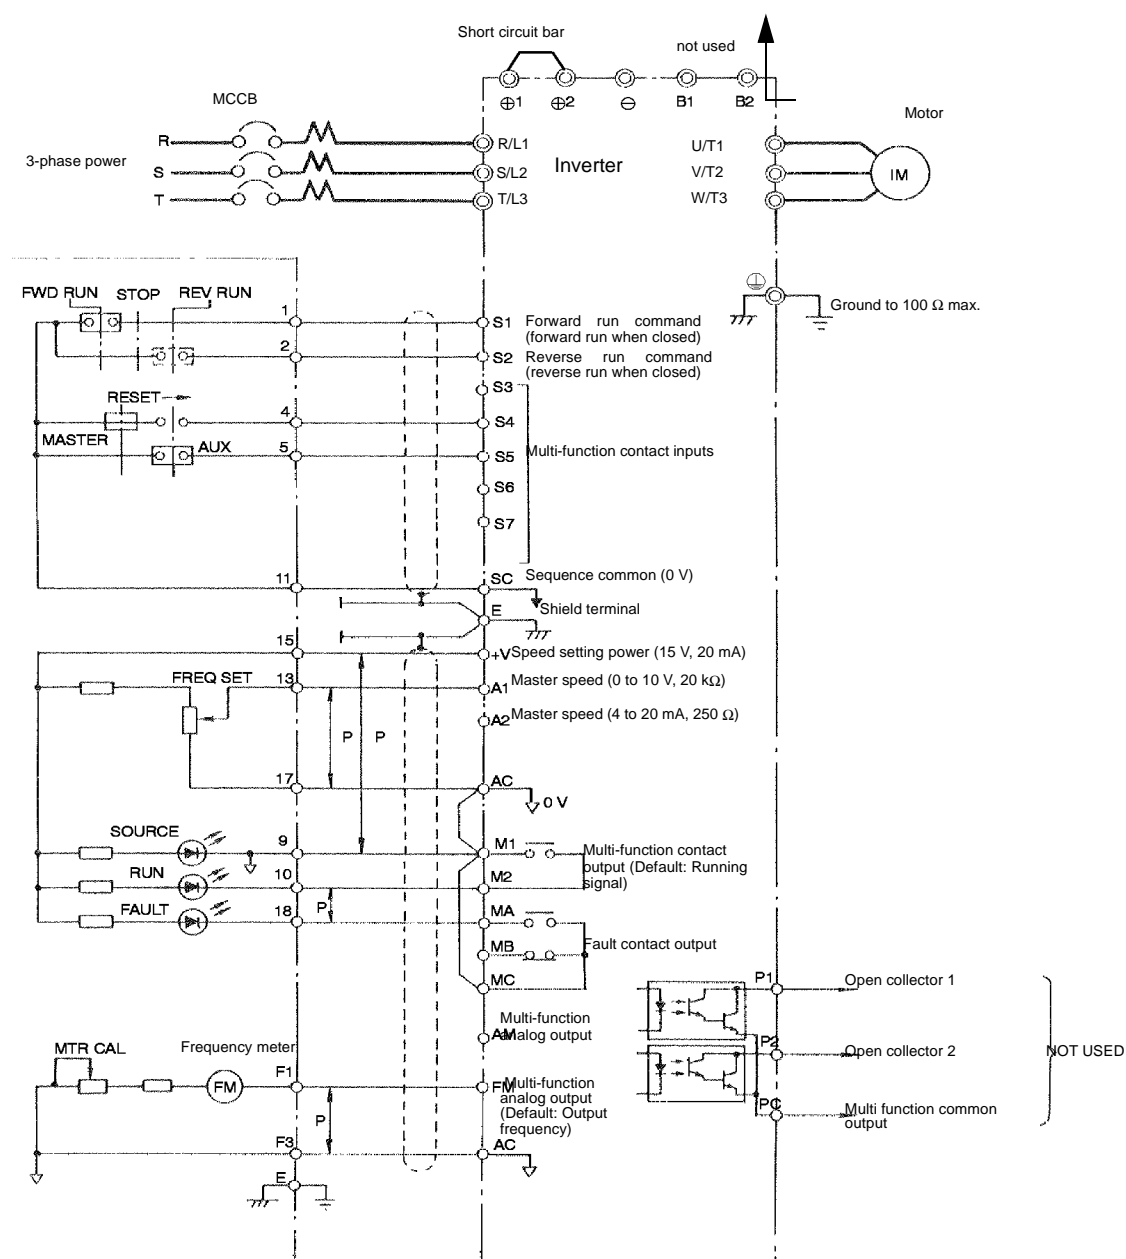 Short circuit bar
not used
⊕1
⊕2
⊖
B1
B2
MCCB
Motor
3-phase power
R
S
T
R/L1
S/L2
T/L3
Inverter
U/T1
V/T2
W/T3
IM
Ground to 100 Ω max.
FWD RUN
STOP
REV RUN
1
S1
Forward run command
(forward run when closed)
2
S2
Reverse run command
(reverse run when closed)
S3
RESET
4
S4
MASTER
AUX
5
S5
Multi-function contact inputs
S6
S7
11
SC
Sequence common (0 V)
E
Shield terminal
15
+V
Speed setting power (15 V, 20 mA)
FREQ SET
13
A1
Master speed (0 to 10 V, 20 kΩ)
A2
Master speed (4 to 20 mA, 250 Ω)
P
P
17
AC
0 V
SOURCE
9
M1
Multi-function contact
output (Default: Running
signal)
RUN
10
M2
FAULT
18
P
MA
MB
Fault contact output
MC
P1
Open collector 1
Multi-function
analog output
AM
P2
Open collector 2
NOT USED
PC
Multi function common
output
MTR CAL
Frequency meter
FM
F1
FM
Multi-function
analog output
(Default: Output
frequency)
P
F3
AC
E